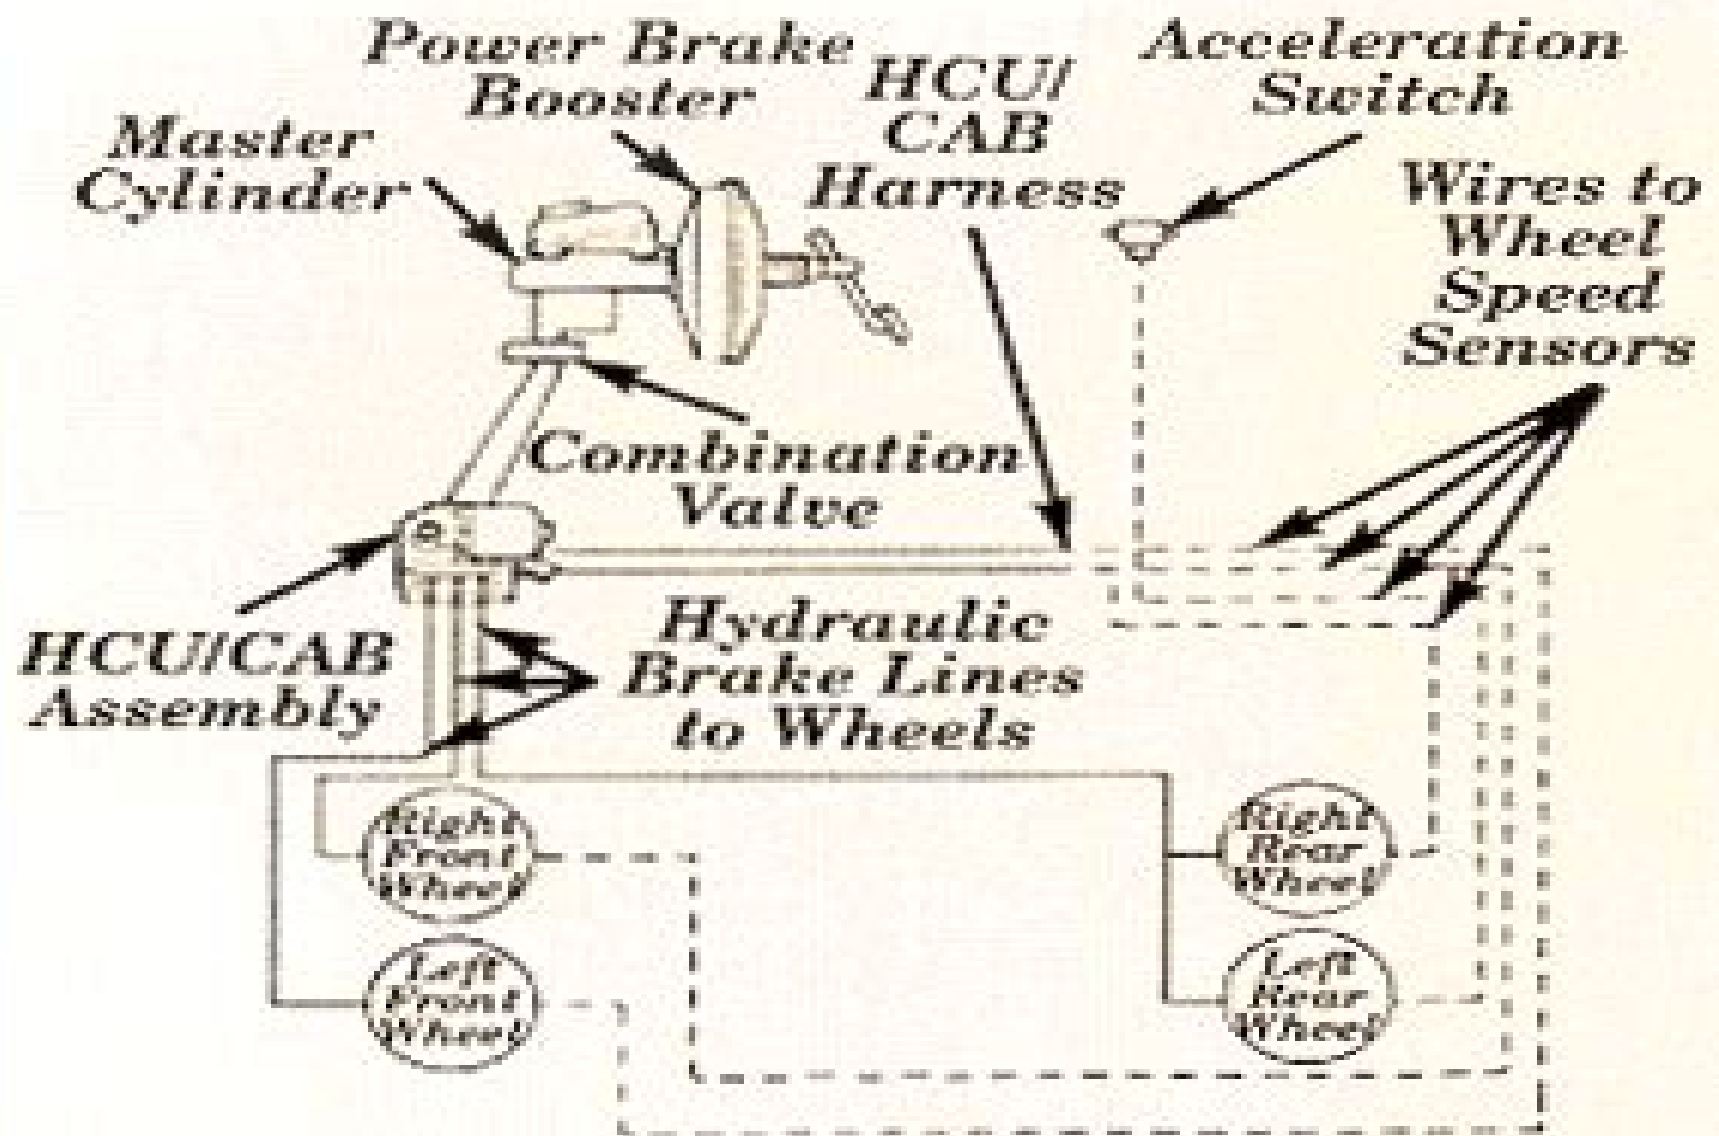 Power Brake
Booster
HCU/
CAB
Harness
Acceleration
Switch
Master
Cylinder
Wires to
Wheel
Speed
Sensors
Combination
Valve
HCU/CAB
Assembly
Hydraulic
Brake Lines
to Wheels
Right
Front
Wheel
Right
Rear
Wheel
Left
Front
Wheel
Left
Rear
Wheel